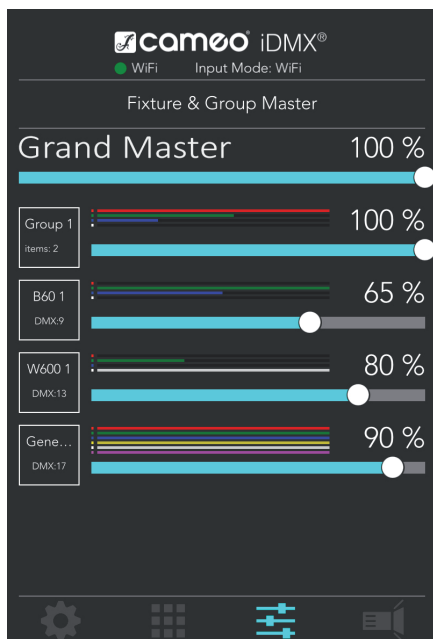 cameo® iDMX®
WiFi Input Mode: WiFi
Fixture & Group Master
Grand Master 100 %
Group 1
items: 2
100 %
B60 1
DMX:9
65 %
W600 1
DMX:13
80 %
Gene...
DMX:17
90 %